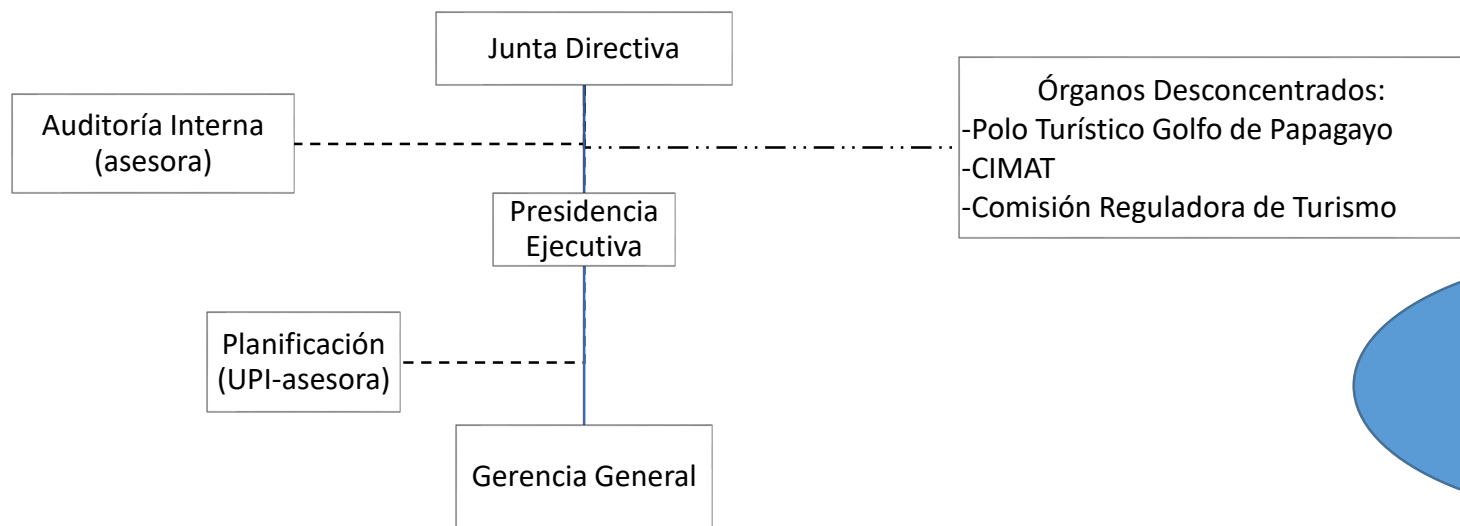 Junta Directiva
Auditoría Interna
(asesora)
Órganos Desconcentrados:
-Polo Turístico Golfo de Papagayo
-CIMAT
-Comisión Reguladora de Turismo
Presidencia
Ejecutiva
Planificación
(UPI-asesora)
Gerencia General